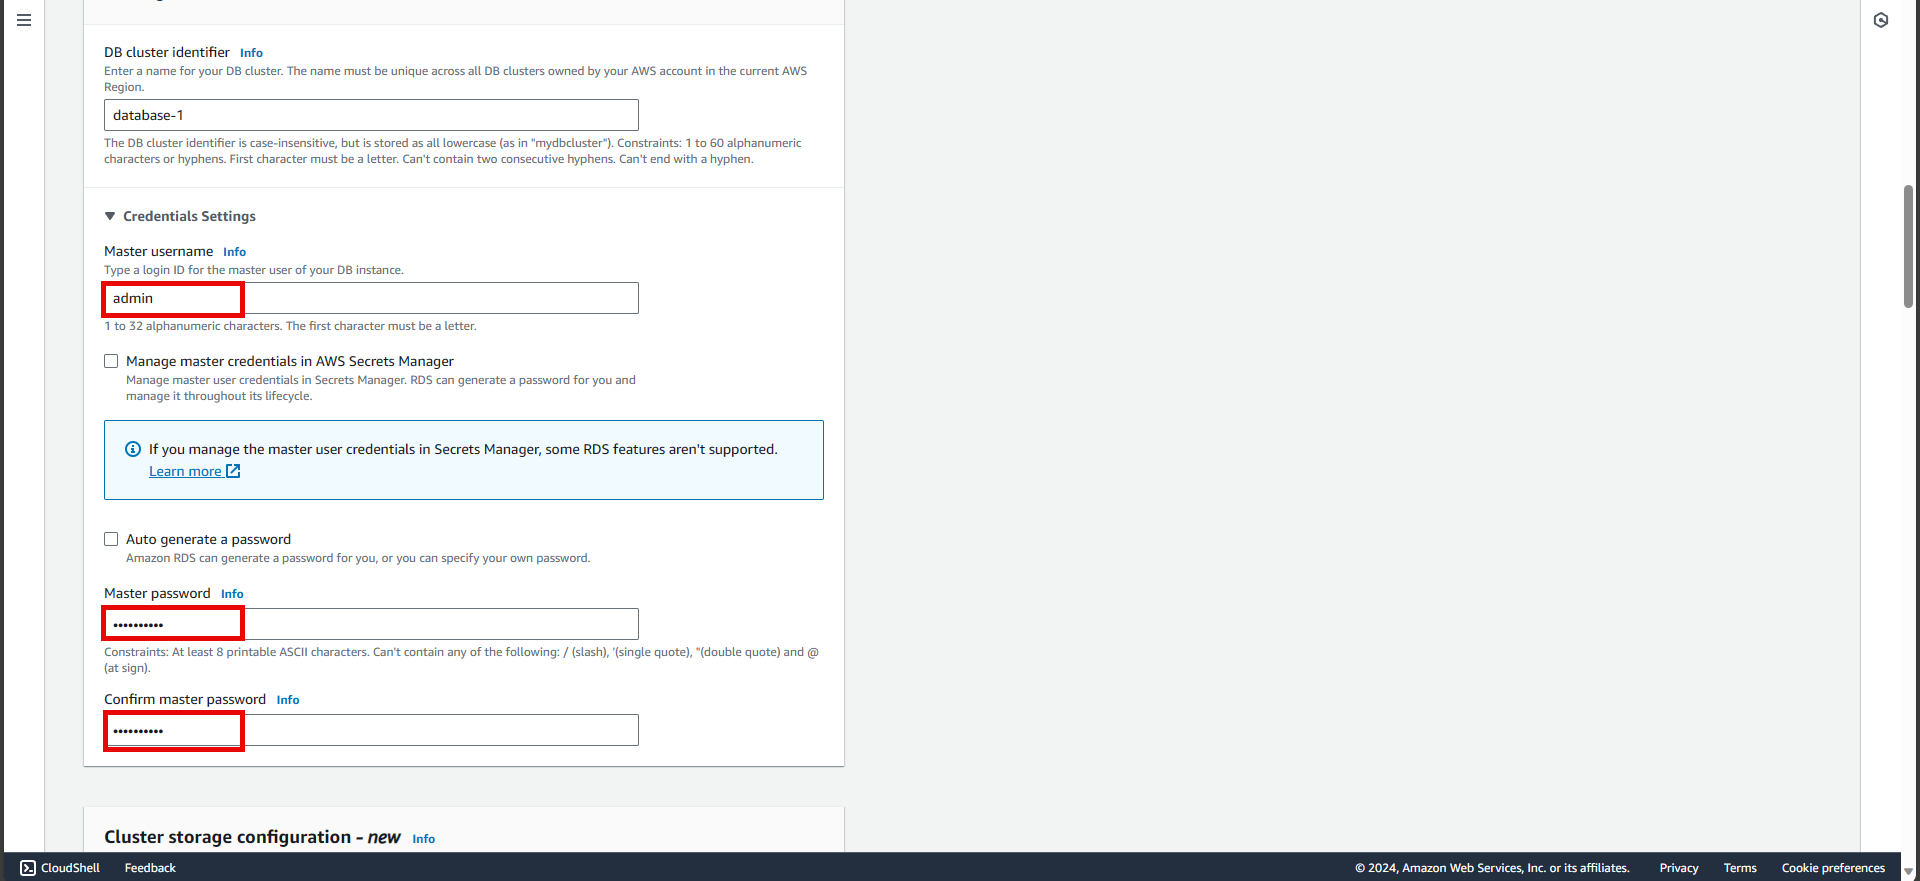 DB cluster identifier Info
Enter a name for your DB cluster. The name must be unique across all DB clusters owned by your AWS account in the current AWS
Region.
database-1
The DB cluster identifier is case-insensitive, but is stored as all lowercase (as in "mydbcluster"). Constraints: 1 to 60 alphanumeric
characters or hyphens. First character must be a letter. Can't contain two consecutive hyphens. Can't end with a hyphen.
Credentials Settings
Master username Info
Type a login ID for the master user of your DB instance.
admin
1 to 32 alphanumeric characters. The first character must be a letter.
Manage master credentials in AWS Secrets Manager
Manage master user credentials in Secrets Manager. RDS can generate a password for you and
manage it throughout its lifecycle.
If you manage the master user credentials in Secrets Manager, some RDS features aren't supported.
Learn more
Auto generate a password
Amazon RDS can generate a password for you, or you can specify your own password.
Master password Info
••••••••••
Constraints: At least 8 printable ASCII characters. Can't contain any of the following: / (slash), '(single quote), "(double quote) and @
(at sign).
Confirm master password Info
••••••••••
Cluster storage configuration - new Info
CloudShell Feedback © 2024, Amazon Web Services, Inc. or its affiliates. Privacy Terms Cookie preferences